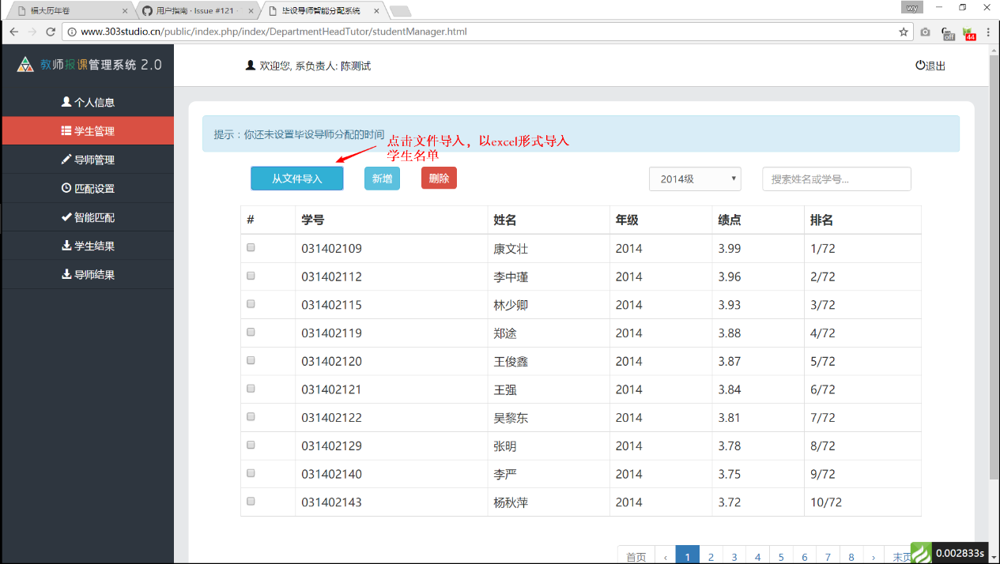 福大历年卷
用户指南 · Issue #121 ·
毕设导师智能分配系统
wy
www.303studio.cn/public/index.php/index/DepartmentHeadTutor/studentManager.html
off
44
教师报课管理系统 2.0
欢迎您, 系负责人: 陈测试
退出
个人信息
学生管理
导师管理
匹配设置
智能匹配
学生结果
导师结果
提示：你还未设置毕设导师分配的时间
点击文件导入，以excel形式导入
学生名单
从文件导入 新增 删除 2014级 搜索姓名或学号...
# 学号 姓名 年级 绩点 排名
031402109 康文壮 2014 3.99 1/72
031402112 李中瑾 2014 3.96 2/72
031402115 林少卿 2014 3.93 3/72
031402119 郑途 2014 3.88 4/72
031402120 王俊鑫 2014 3.87 5/72
031402121 王强 2014 3.84 6/72
031402122 吴黎东 2014 3.81 7/72
031402129 张明 2014 3.78 8/72
031402140 李严 2014 3.75 9/72
031402143 杨秋萍 2014 3.72 10/72
首页 ‹ 1 2 3 4 5 6 7 8 › 末页
0.002833s